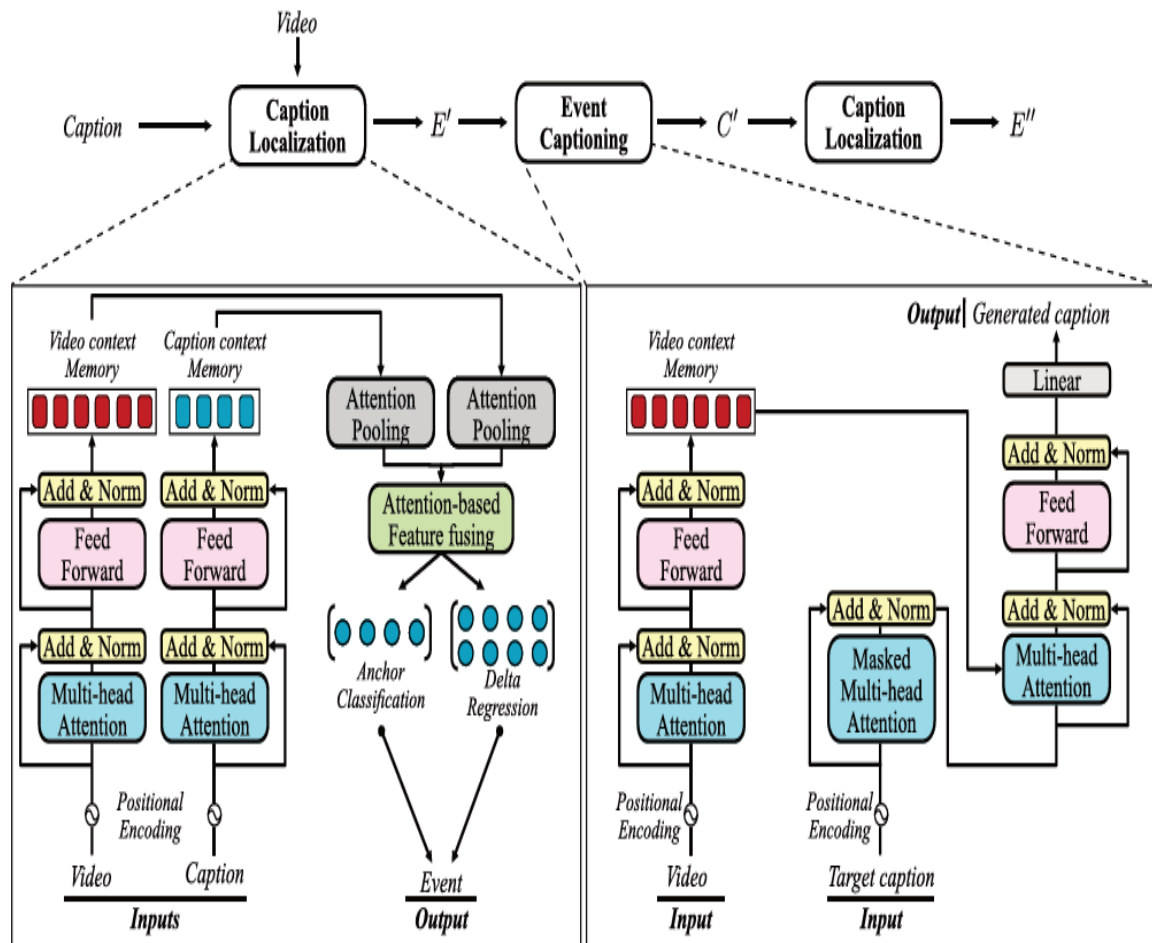 Video
Caption
Caption
Localization
E'
Event
Captioning
C'
Caption
Localization
E''
Video context
Memory
Caption context
Memory
Attention
Pooling
Attention
Pooling
Add & Norm
Add & Norm
Feed
Forward
Feed
Forward
Attention-based
Feature fusing
Add & Norm
Add & Norm
Multi-head
Attention
Multi-head
Attention
Anchor
Classification
Delta
Regression
Positional
Encoding
Video
Caption
Inputs
Event
Output
Output | Generated caption
Video context
Memory
Linear
Add & Norm
Add & Norm
Feed
Forward
Feed
Forward
Add & Norm
Add & Norm
Add & Norm
Multi-head
Attention
Masked
Multi-head
Attention
Multi-head
Attention
Positional
Encoding
Positional
Encoding
Video
Input
Target caption
Input